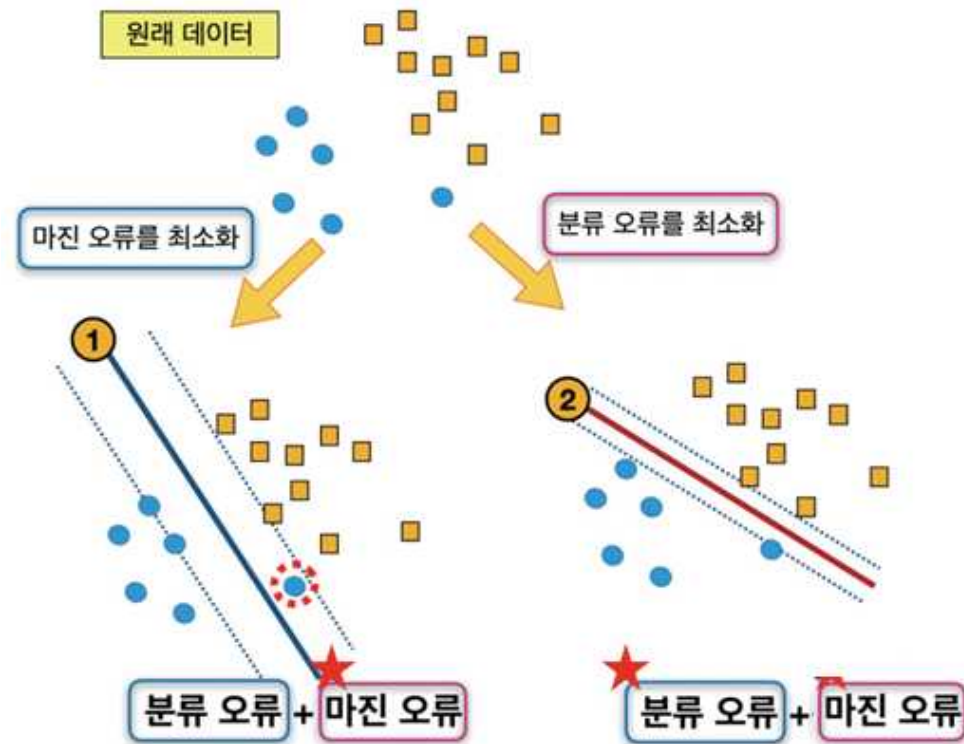 원래 데이터
마진 오류를 최소화
분류 오류를 최소화
1
2
분류 오류 + 마진 오류
분류 오류 + 마진 오류